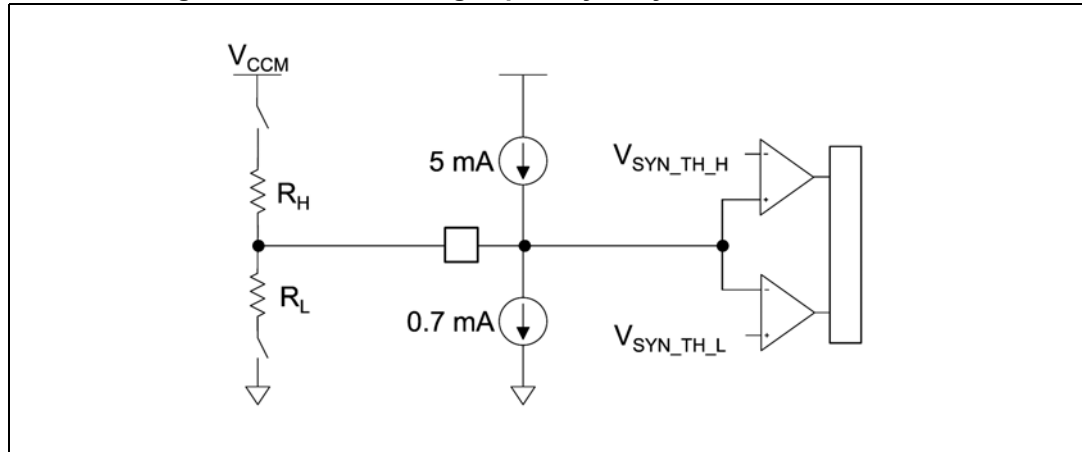 V_CCM
5 mA
V_SYN_TH_H
R_H
R_L
0.7 mA
V_SYN_TH_L